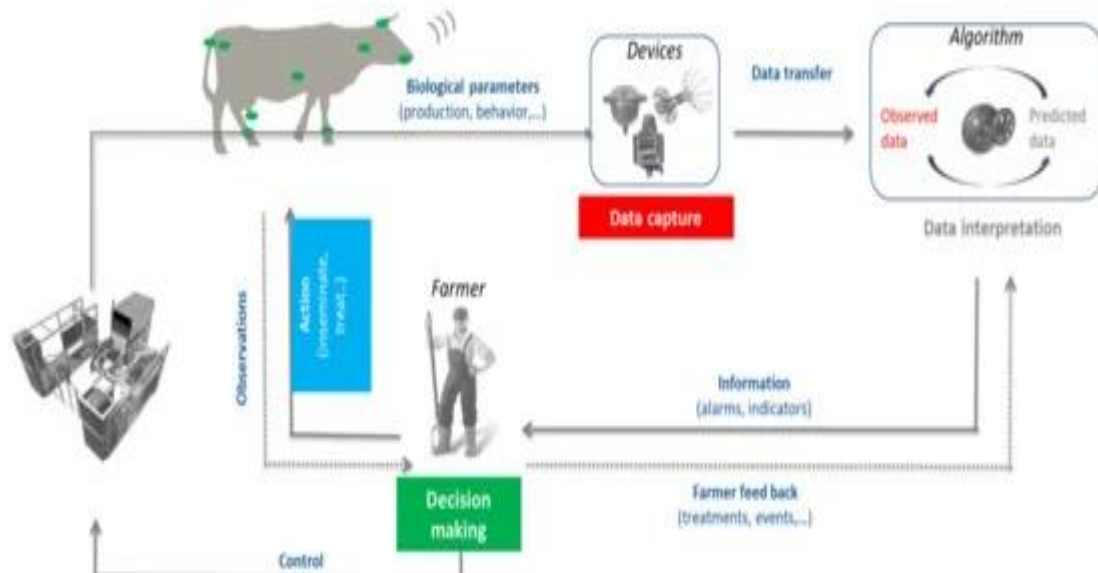 Biological parameters
(production, behavior,...)
Devices
Data transfer
Algorithm
Observed
data
Predicted
data
Data capture
Data interpretation
Observations
Action
(inseminate,
treat..)
Farmer
Information
(alarms, indicators)
Decision
making
Farmer feed back
(treatments, events,...)
Control